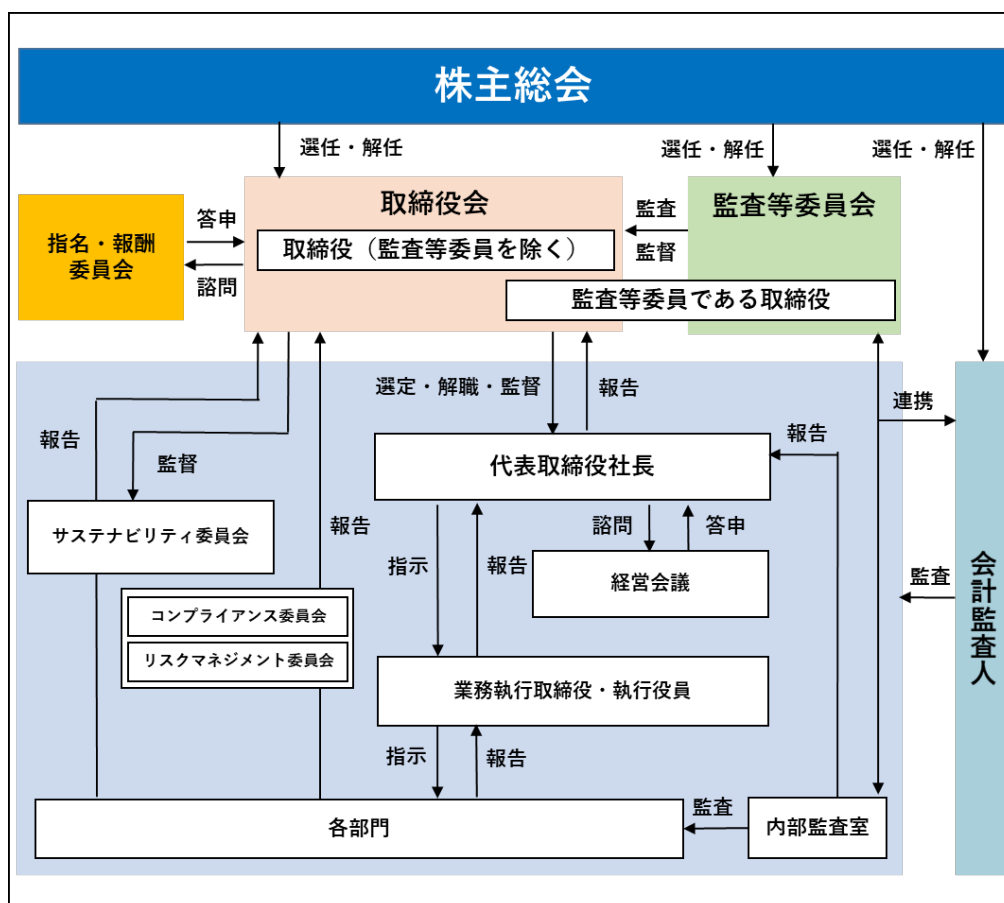 株主総会
選任・解任
選任・解任
選任・解任
取締役会
監査等委員会
指名・報酬
委員会
答申
諮問
取締役（監査等委員を除く）
監査
監督
監査等委員である取締役
選定・解職・監督
報告
連携
報告
監督
報告
代表取締役社長
サステナビリティ委員会
報告
指示
報告
諮問
答申
経営会議
監査
会計監査人
コンプライアンス委員会
リスクマネジメント委員会
業務執行取締役・執行役員
指示
報告
各部門
監査
内部監査室